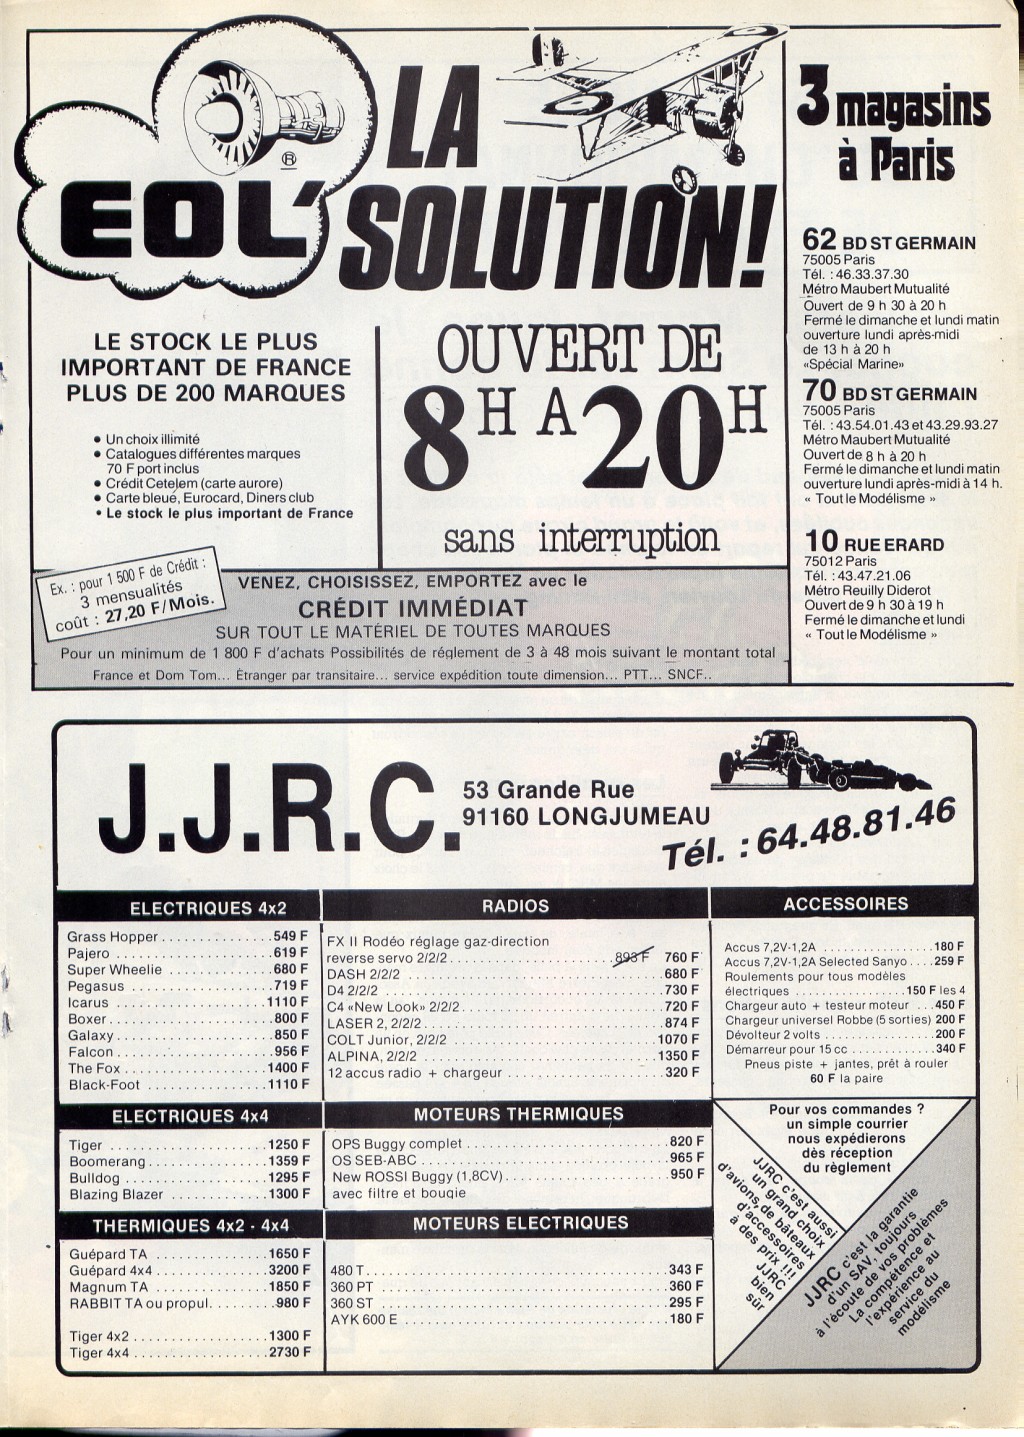 EOL'
®
LA
SOLUTION!
LE STOCK LE PLUS
IMPORTANT DE FRANCE
PLUS DE 200 MARQUES
• Un choix illimité
• Catalogues différentes marques
70 F port inclus
• Crédit Cetelem (carte aurore)
• Carte bleue, Eurocard, Diners club
• Le stock le plus important de France
OUVERT DE
8H A 20H
sans interruption
Ex. : pour 1 500 F de Crédit :
3 mensualités
coût : 27,20 F/Mois.
VENEZ, CHOISISSEZ, EMPORTEZ avec le
CRÉDIT IMMÉDIAT
SUR TOUT LE MATÉRIEL DE TOUTES MARQUES
Pour un minimum de 1 800 F d'achats Possibilités de réglement de 3 à 48 mois suivant le montant total
France et Dom Tom... Étranger par transitaire... service expédition toute dimension... PTT... SNCF..
3 magasins
à Paris
62 BD ST GERMAIN
75005 Paris
Tél. : 46.33.37.30
Métro Maubert Mutualité
Ouvert de 9 h 30 à 20 h
Fermé le dimanche et lundi matin
ouverture lundi après-midi
de 13 h à 20 h
«Spécial Marine»
70 BD ST GERMAIN
75005 Paris
Tél. : 43.54.01.43 et 43.29.93.27
Métro Maubert Mutualité
Ouvert de 8 h à 20 h
Fermé le dimanche et lundi matin
ouverture lundi après-midi à 14 h.
« Tout le Modélisme »
10 RUE ERARD
75012 Paris
Tél. : 43.47.21.06
Métro Reuilly Diderot
Ouvert de 9 h 30 à 19 h
Fermé le dimanche et lundi
« Tout le Modélisme »
J.J.R.C.
53 Grande Rue
91160 LONGJUMEAU
Tél. : 64.48.81.46
ELECTRIQUES 4x2
Grass Hopper ..............549 F
Pajero ..............619 F
Super Wheelie ..............680 F
Pegasus ..............719 F
Icarus ..............1110 F
Boxer ..............800 F
Galaxy ..............850 F
Falcon ..............956 F
The Fox ..............1400 F
Black-Foot ..............1110 F
ELECTRIQUES 4x4
Tiger ..............1250 F
Boomerang ..............1359 F
Bulldog ..............1295 F
Blazing Blazer ..............1300 F
THERMIQUES 4x2 - 4x4
Guépard TA ..............1650 F
Guépard 4x4 ..............3200 F
Magnum TA ..............1850 F
RABBIT TA ou propul. ..............980 F
Tiger 4x2 ..............1300 F
Tiger 4x4 ..............2730 F
RADIOS
FX II Rodéo réglage gaz-direction
reverse servo 2/2/2 ..............893 F 760 F
DASH 2/2/2 ..............680 F
D4 2/2/2 ..............730 F
C4 «New Look» 2/2/2 ..............720 F
LASER 2, 2/2/2 ..............874 F
COLT Junior, 2/2/2 ..............1070 F
ALPINA, 2/2/2 ..............1350 F
12 accus radio + chargeur ..............320 F
MOTEURS THERMIQUES
OPS Buggy complet ..............820 F
OS SEB-ABC ..............965 F
New ROSSI Buggy (1,8CV) ..............950 F
avec filtre et bougie
MOTEURS ELECTRIQUES
480 T ..............343 F
360 PT ..............360 F
360 ST ..............295 F
AYK 600 E ..............180 F
ACCESSOIRES
Accus 7,2V-1,2A ..............180 F
Accus 7,2V-1,2A Selected Sanyo ....259 F
Roulements pour tous modèles
électriques ..............150 F les 4
Chargeur auto + testeur moteur ...450 F
Chargeur universel Robbe (5 sorties) 200 F
Dévolteur 2 volts ..............200 F
Démarreur pour 15 cc ..............340 F
Pneus piste + jantes, prêt à rouler
60 F la paire
Pour vos commandes ?
un simple courrier
nous expédierons
dès réception
du règlement
JJRC c'est aussi
un grand choix
d'avions, de bâteaux
d'accessoires
à des prix !!!
JJRC
bien
sûr
JJRC c'est la garantie
d'un SAV, toujours
à l'écoute de vos problèmes
La compétence et
l'expérience au
service du
modélisme